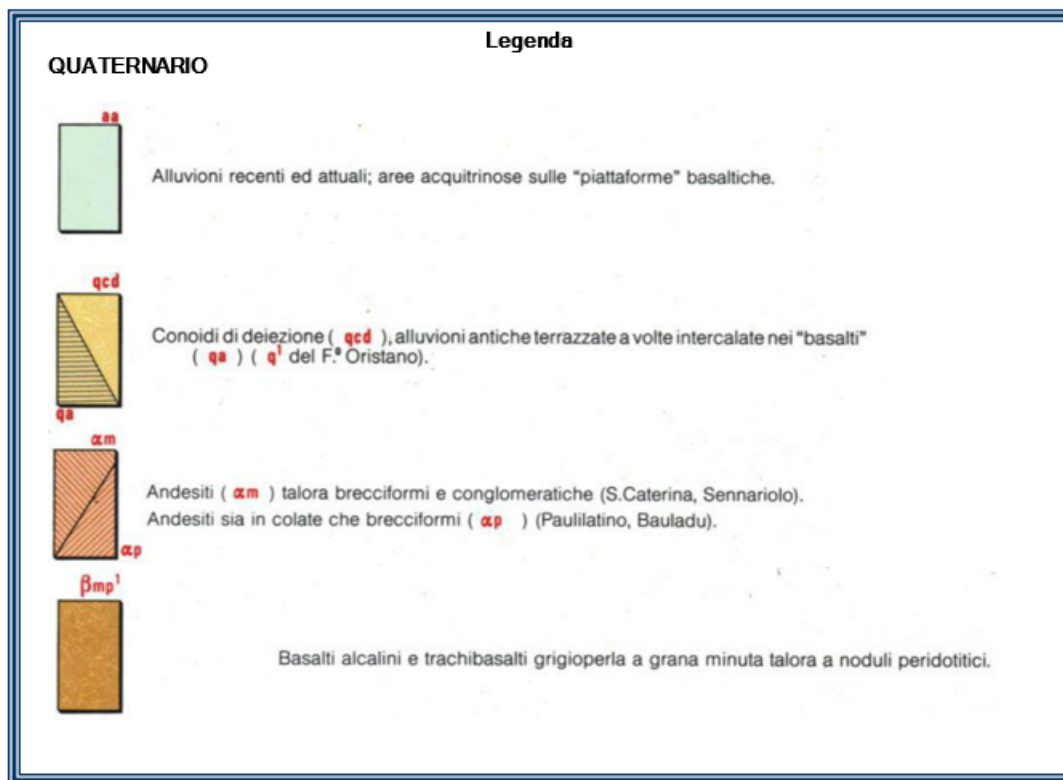 Legenda
QUATERNARIO
aa
Alluvioni recenti ed attuali; aree acquitrinose sulle "piattaforme" basaltiche.
qcd
Conoidi di deiezione ( qcd ), alluvioni antiche terrazzate a volte intercalate nei "basalti"
( qa ) ( q¹ del F.° Oristano).
qa
αm
Andesiti ( αm ) talora brecciformi e conglomeratiche (S.Caterina, Sennariolo).
Andesiti sia in colate che brecciformi ( αp ) (Paulilatino, Bauladu).
αp
βmp¹
Basalti alcalini e trachibasalti grigioperla a grana minuta talora a noduli peridotitici.